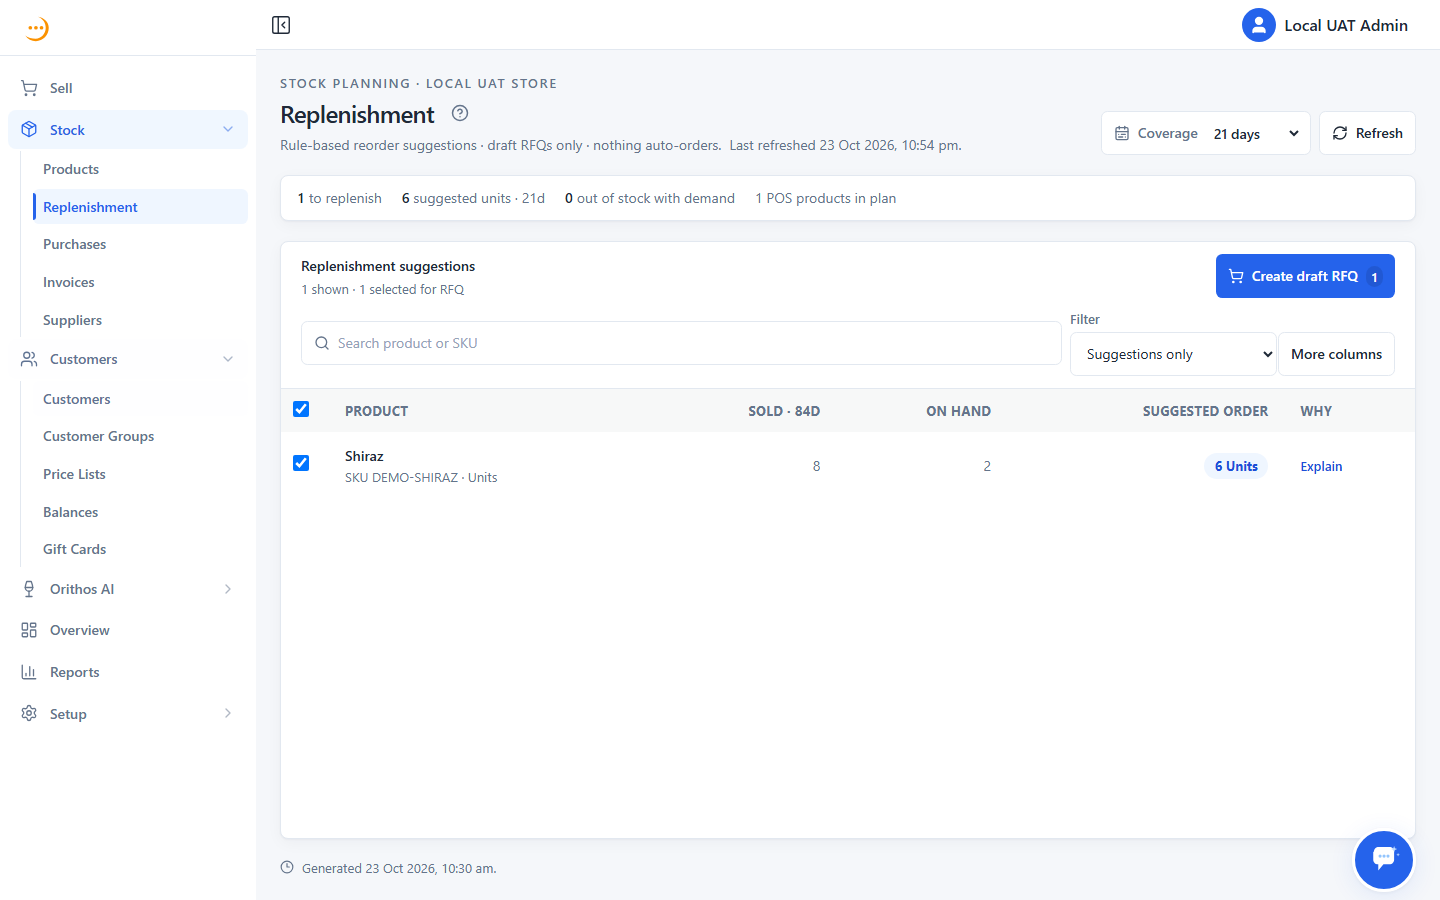 Local UAT Admin
Sell
Stock
Products
Replenishment
Purchases
Invoices
Suppliers
Customers
Customers
Customer Groups
Price Lists
Balances
Gift Cards
Orithos AI
Overview
Reports
Setup
STOCK PLANNING · LOCAL UAT STORE
Replenishment
Rule-based reorder suggestions · draft RFQs only · nothing auto-orders. Last refreshed 23 Oct 2026, 10:54 pm.
Coverage 21 days
Refresh
1 to replenish 6 suggested units · 21d 0 out of stock with demand 1 POS products in plan
Replenishment suggestions
1 shown · 1 selected for RFQ
Create draft RFQ 1
Search product or SKU
Filter
Suggestions only
More columns
PRODUCT SOLD · 84D ON HAND SUGGESTED ORDER WHY
Shiraz
SKU DEMO-SHIRAZ · Units
8 2 6 Units Explain
Generated 23 Oct 2026, 10:30 am.